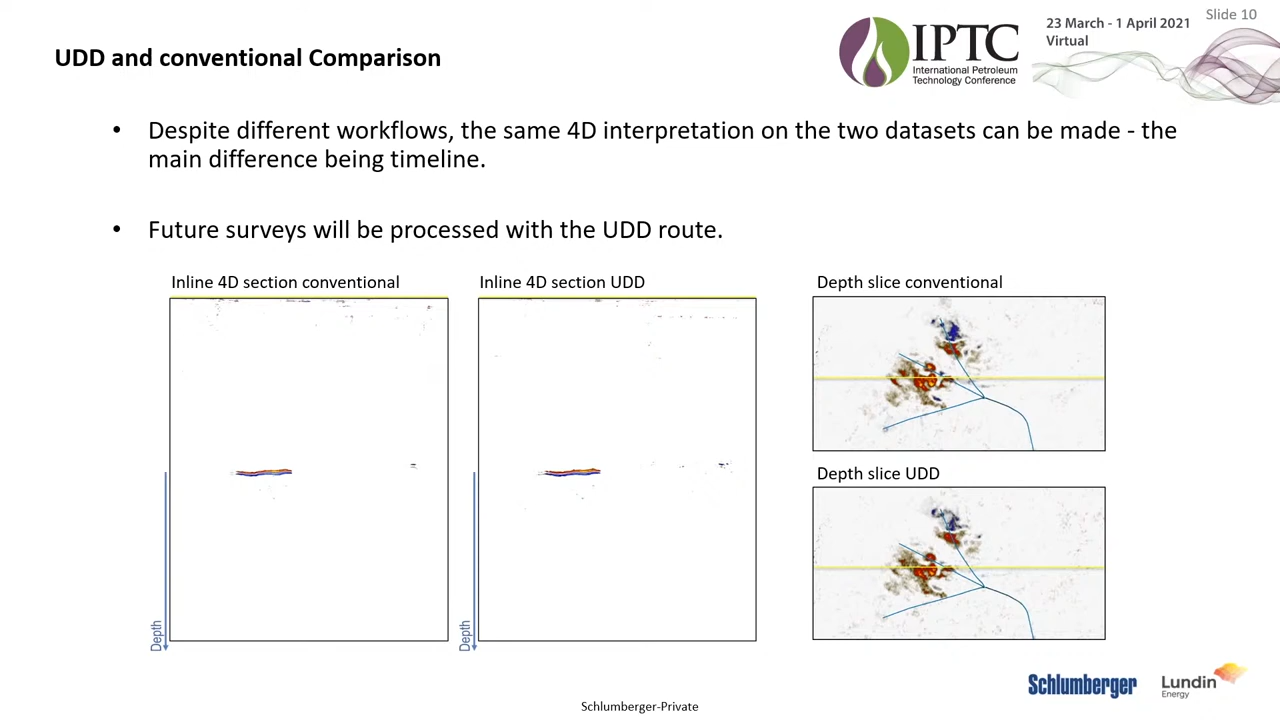 Slide 10
23 March - 1 April 2021
Virtual
IPTC
International Petroleum
Technology Conference
UDD and conventional Comparison
• Despite different workflows, the same 4D interpretation on the two datasets can be made - the
main difference being timeline.
• Future surveys will be processed with the UDD route.
Inline 4D section conventional
Inline 4D section UDD
Depth slice conventional
Depth slice UDD
Depth
Depth
Schlumberger
Lundin
Energy
Schlumberger-Private